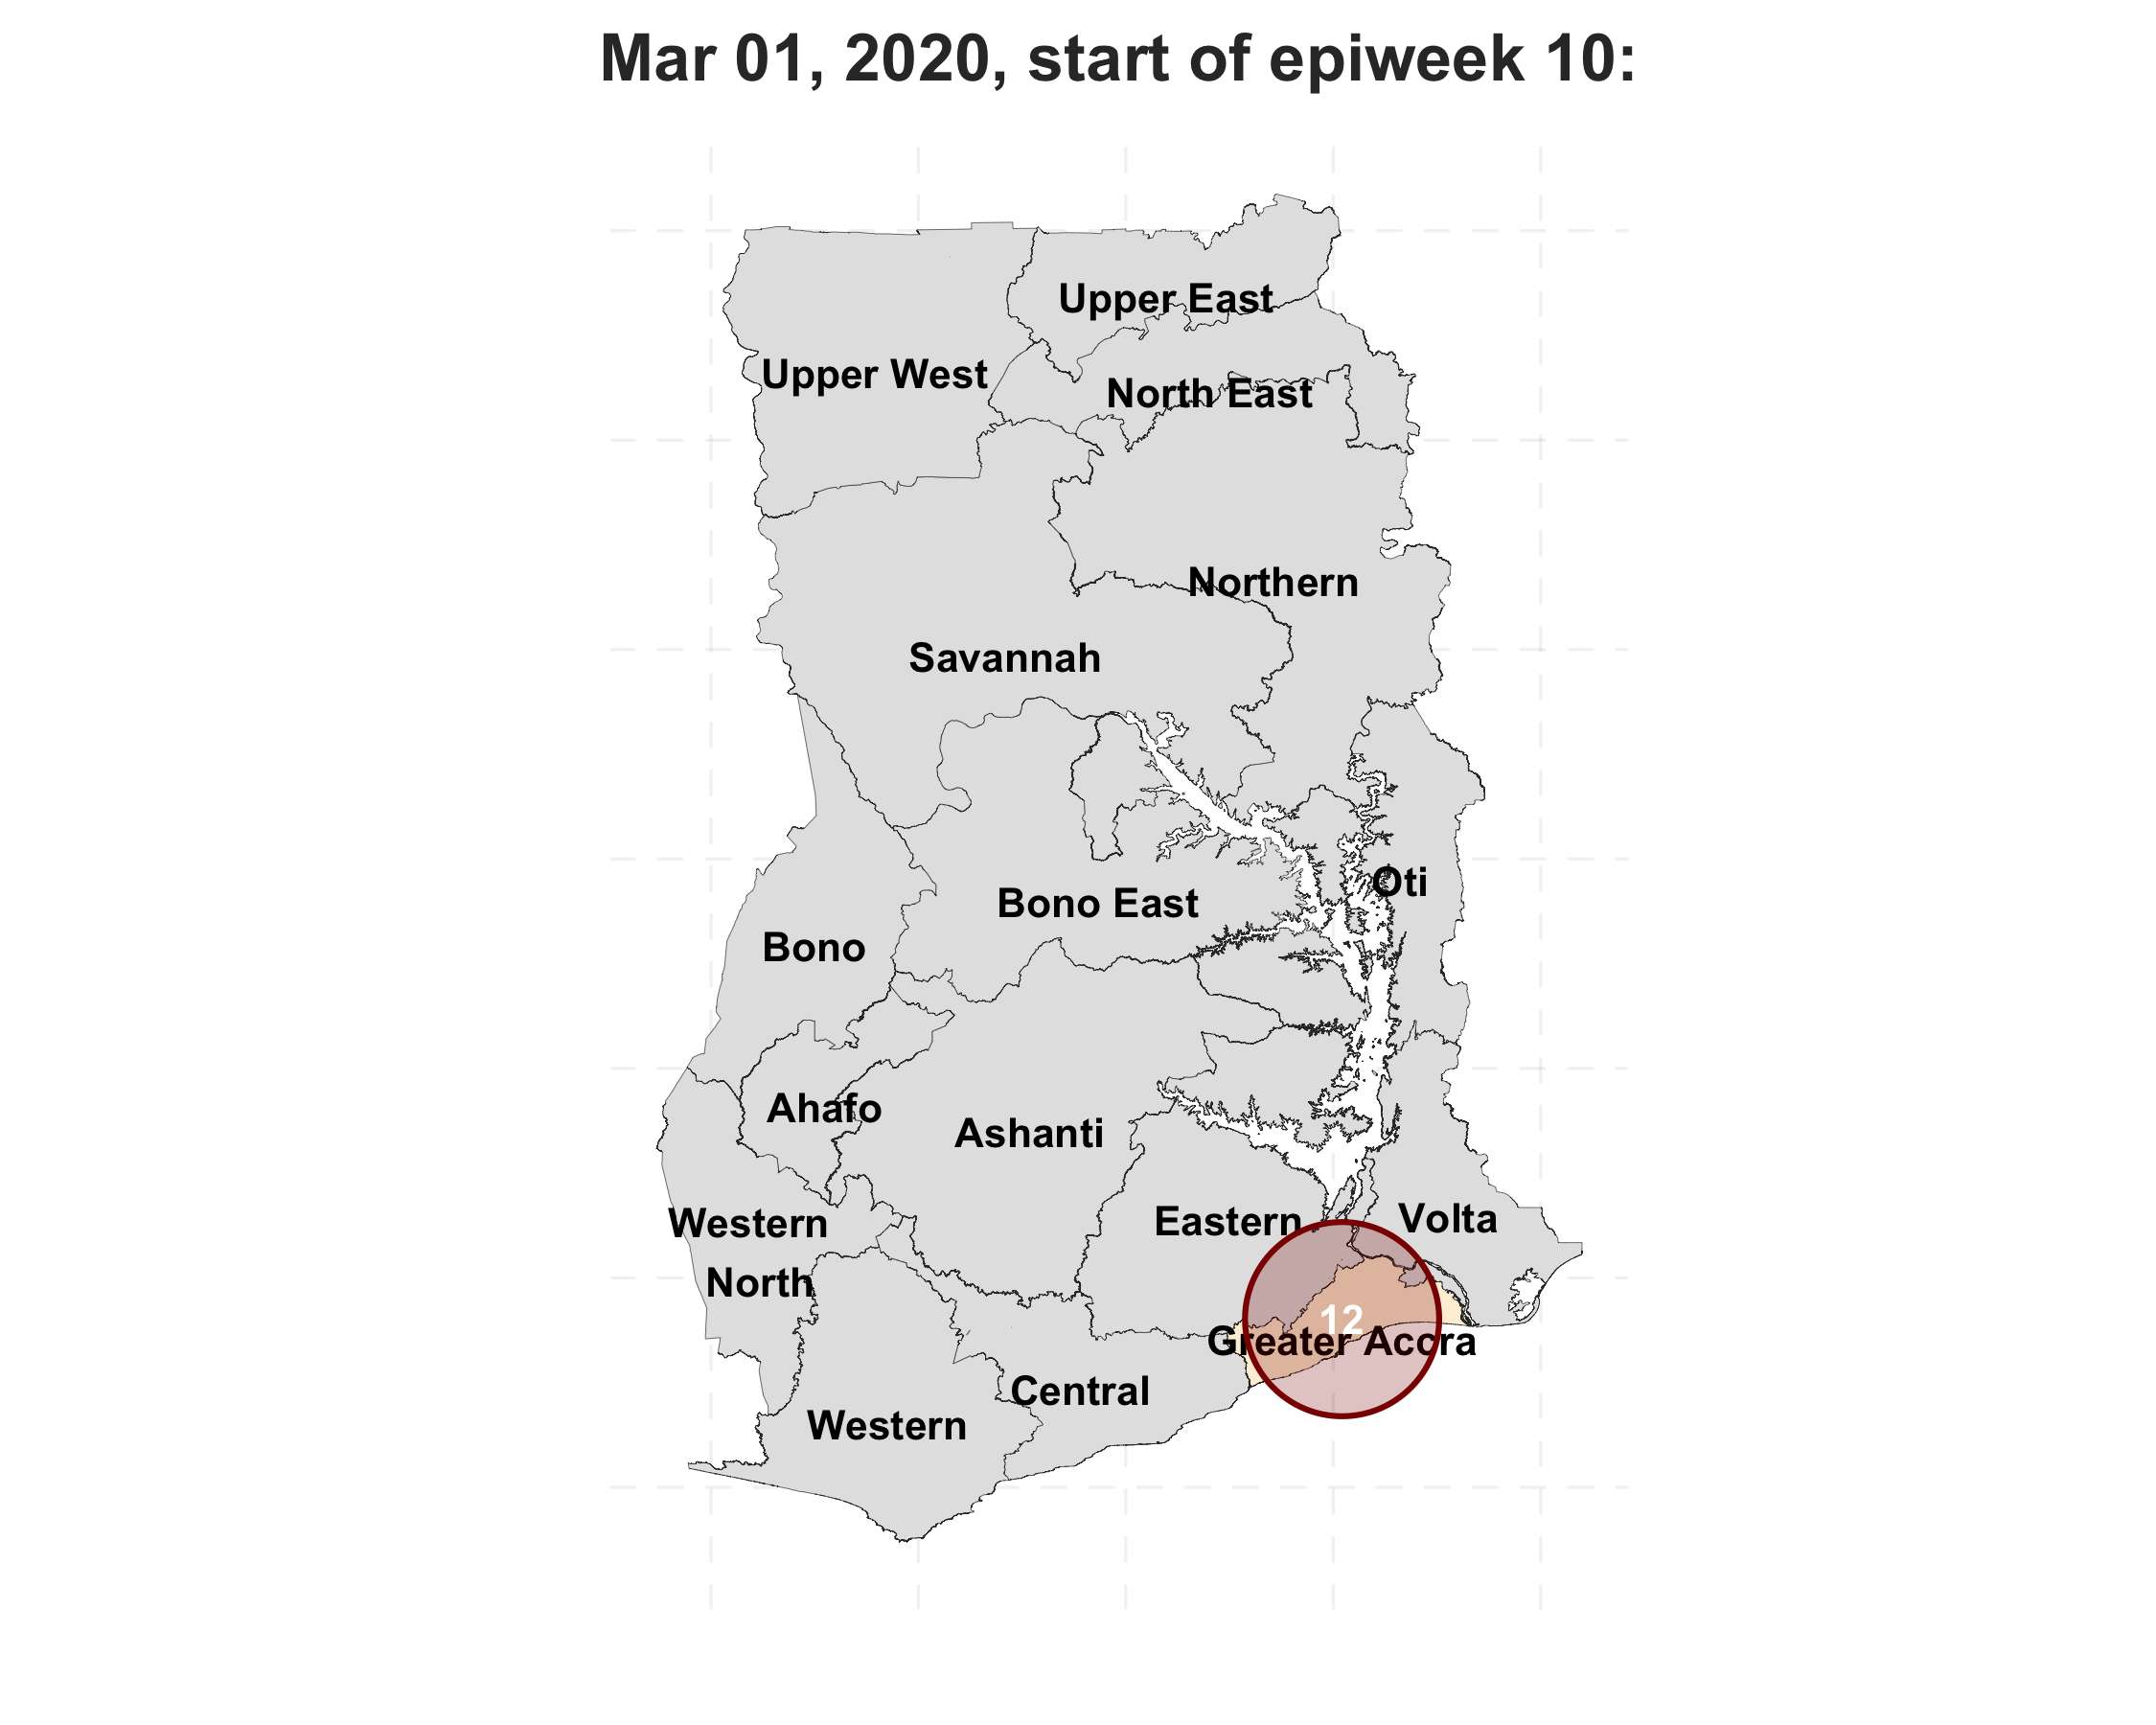 Mar 01, 2020, start of epiweek 10:
Upper East
Upper West
North East
Northern
Savannah
Oti
Bono East
Bono
Ahafo
Ashanti
Western
North
Eastern
Volta
12
Greater Accra
Central
Western